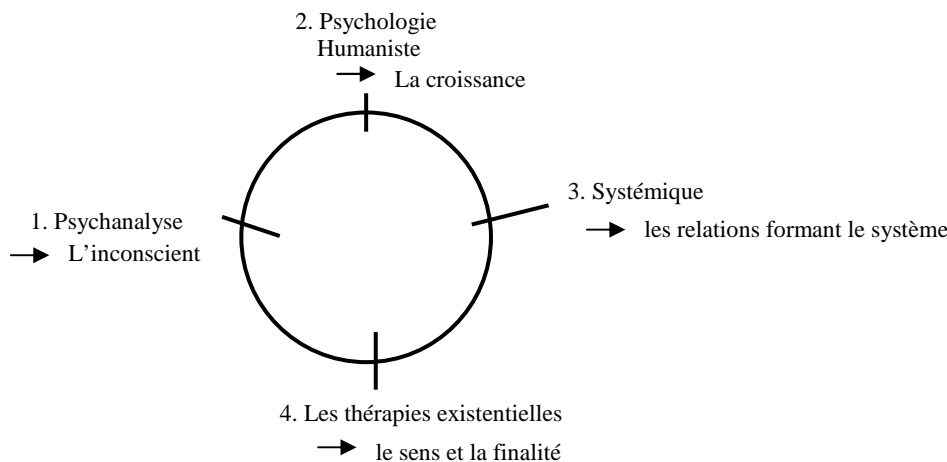 1. Psychanalyse
L’inconscient
2. Psychologie
Humaniste
La croissance
3. Systémique
les relations formant le système
4. Les thérapies existentielles
le sens et la finalité